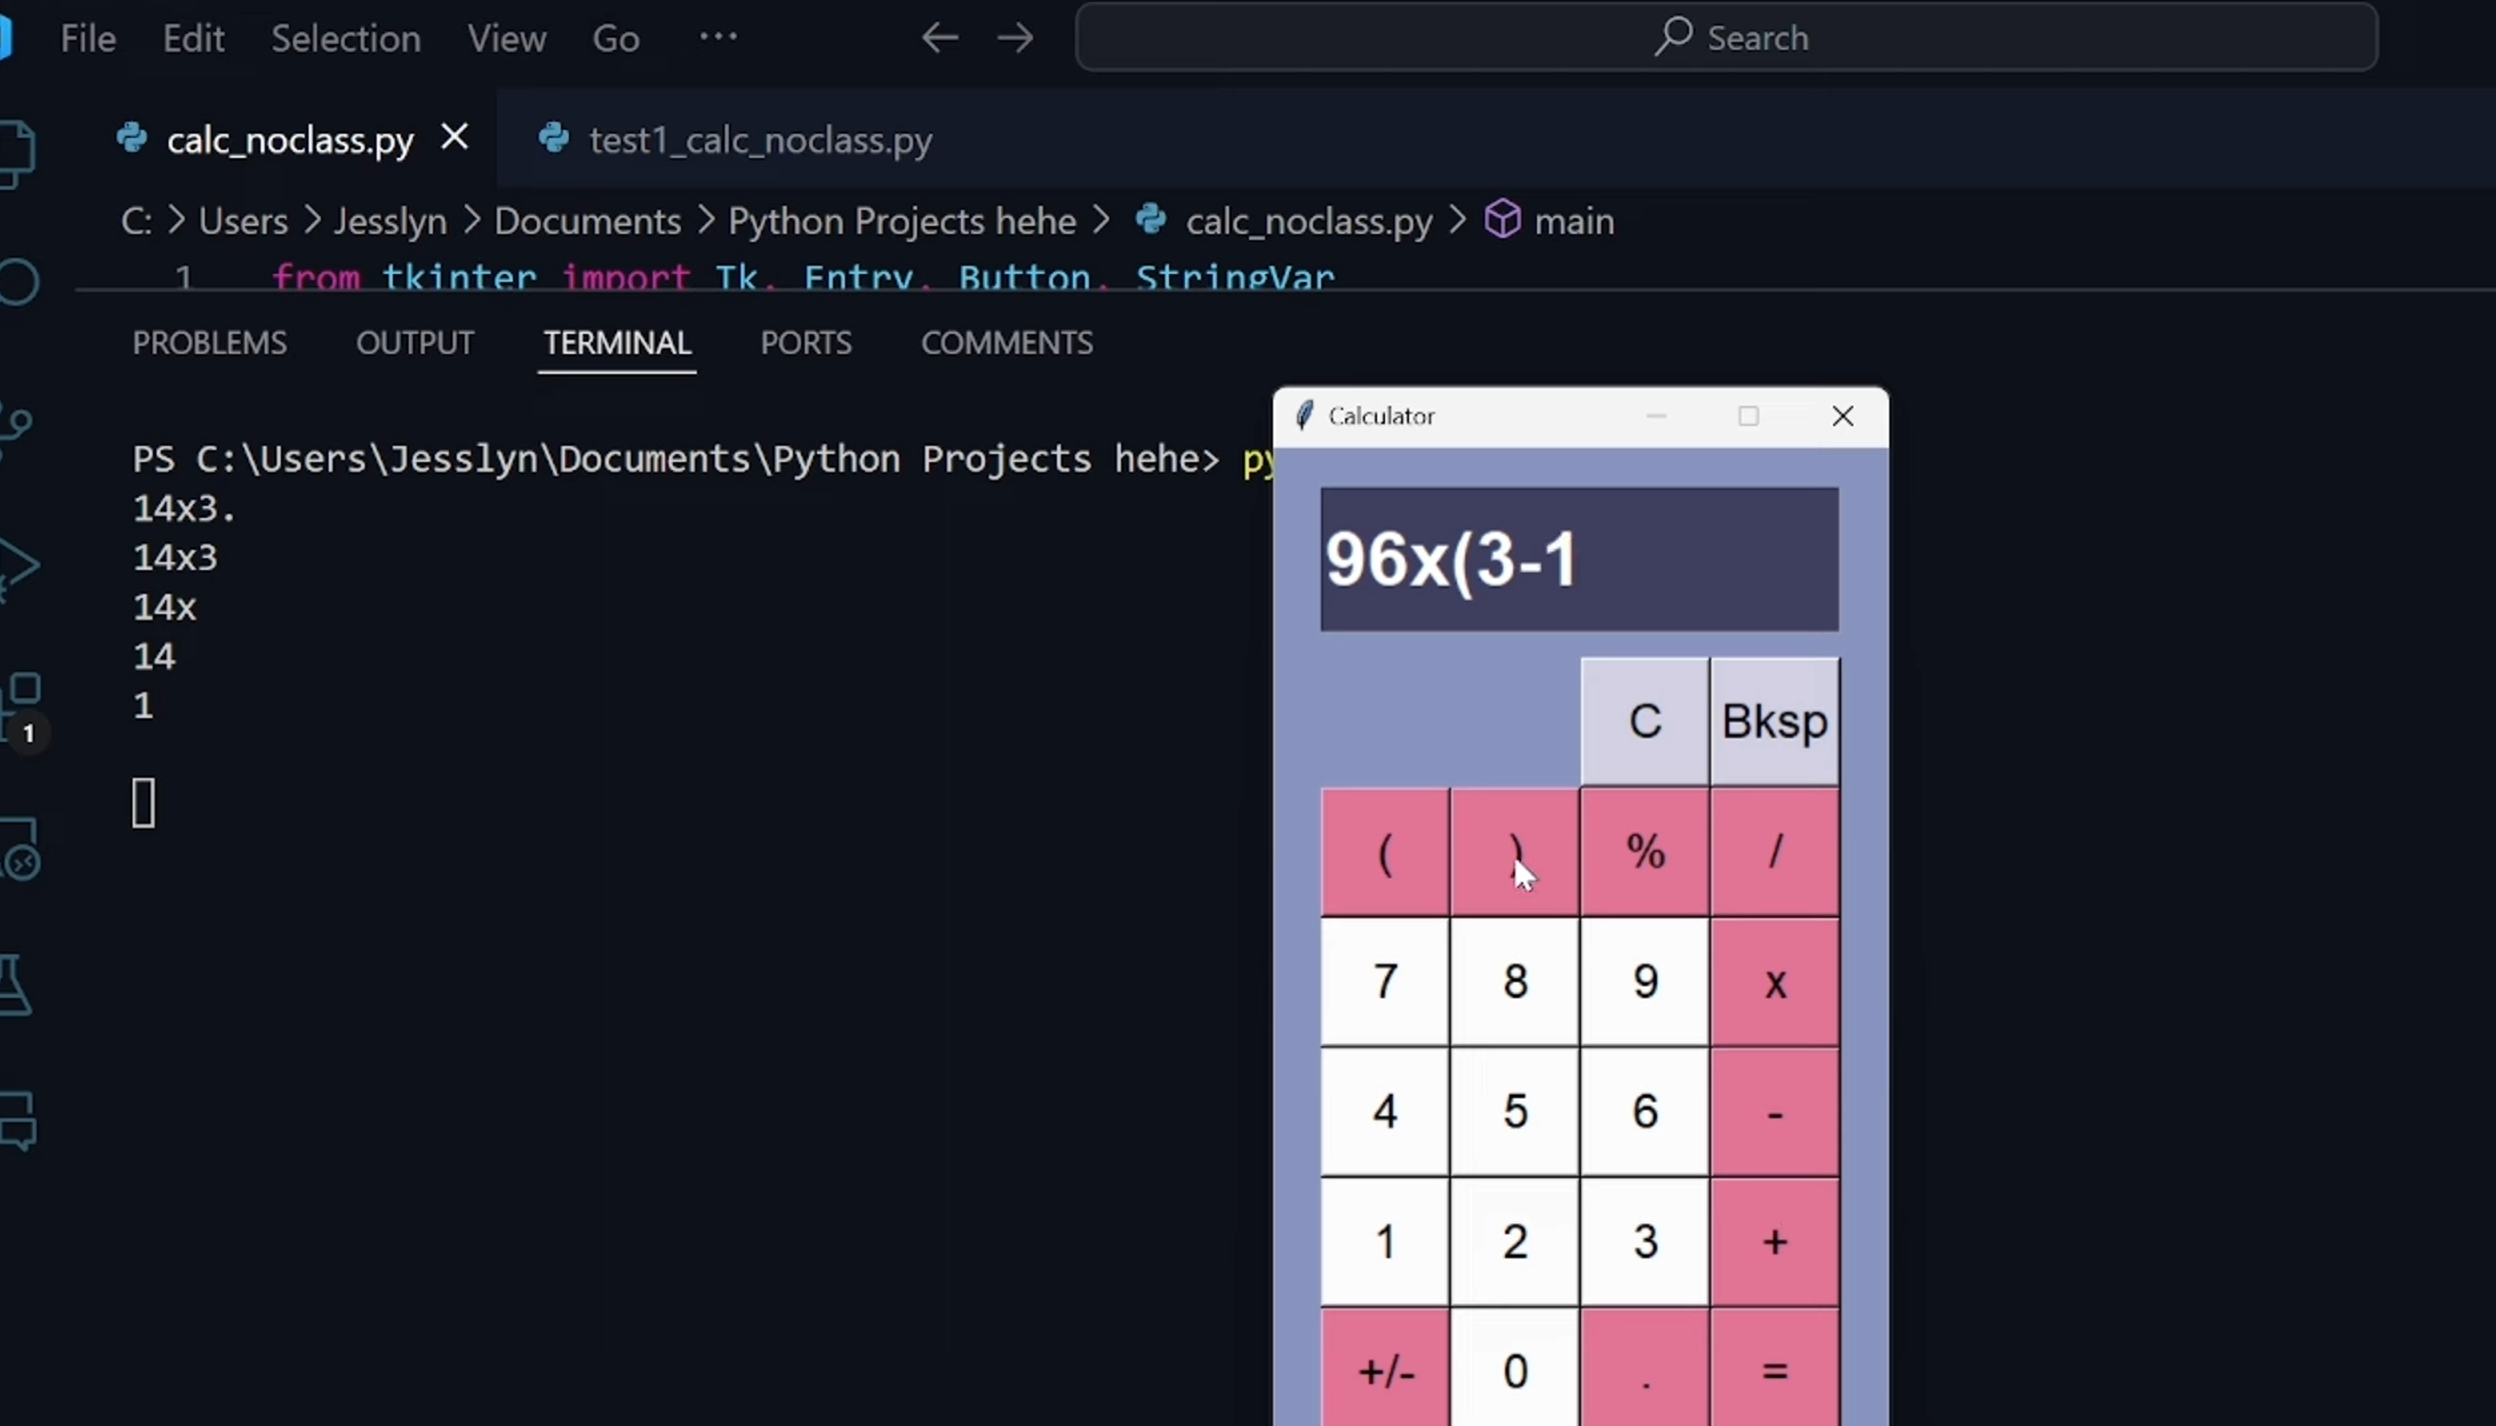 File Edit Selection View Go ··· ← → Search
calc_noclass.py × test1_calc_noclass.py
C: > Users > Jesslyn > Documents > Python Projects hehe > calc_noclass.py > main
1 from tkinter import Tk, Entry, Button, StringVar
PROBLEMS OUTPUT TERMINAL PORTS COMMENTS
PS C:\Users\Jesslyn\Documents\Python Projects hehe> py
14x3.
14x3
14x
14
1
1
Calculator
96x(3-1
C Bksp
( ) % /
7 8 9 x
4 5 6 -
1 2 3 +
+/- 0 . =